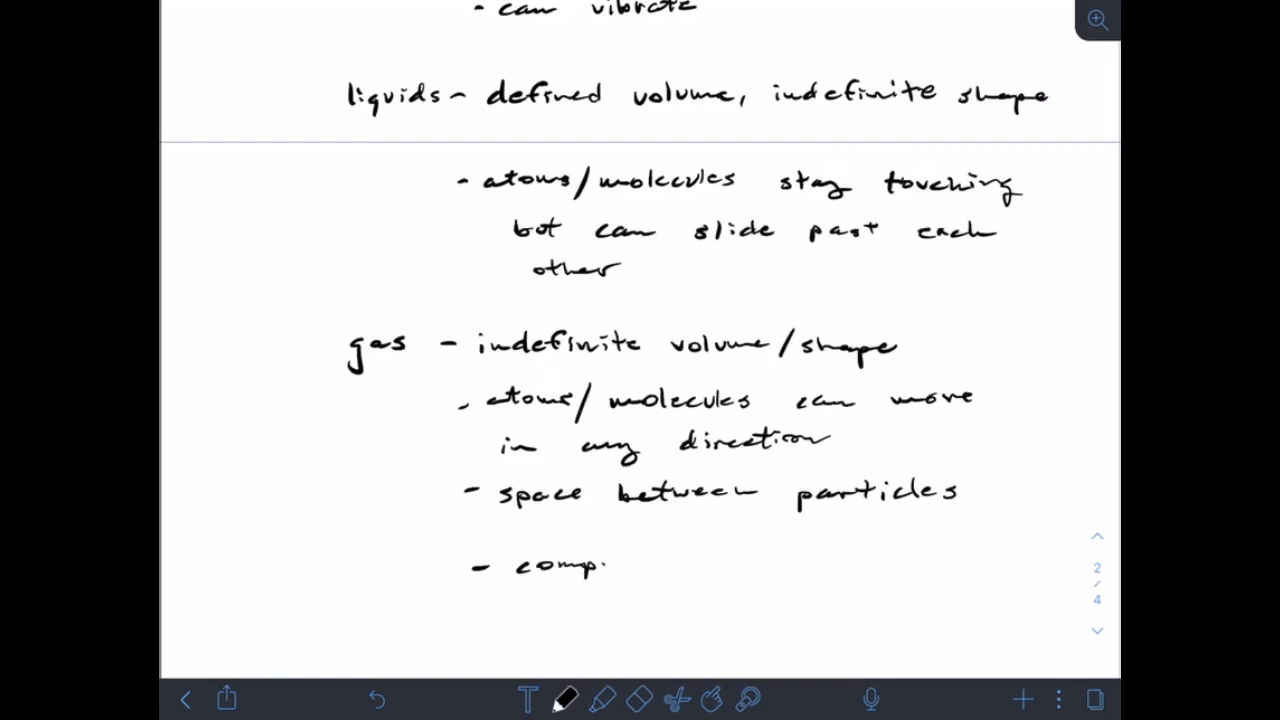 - can vibrate
liquids - defined volume, indefinite shape
- atoms/molecules stay touching
but can slide past each
other
gas - indefinite volume/shape
- atoms/molecules can move
in any direction
- space between particles
- comp
2
/
4
T